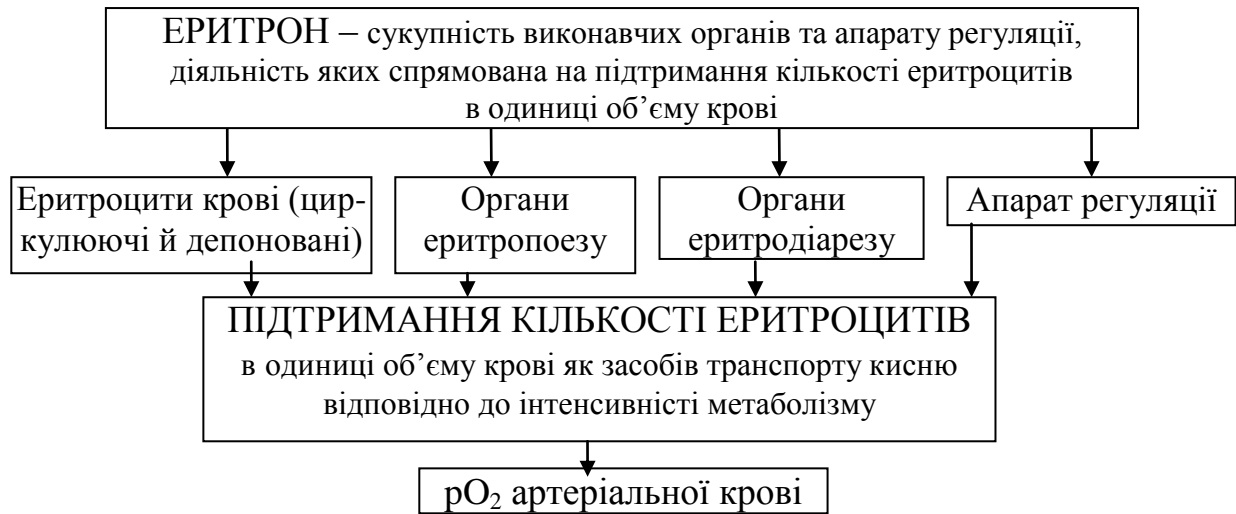 ЕРИТРОН – сукупність виконавчих органів та апарату регуляції,
діяльність яких спрямована на підтримання кількості еритроцитів
в одиниці об’єму крові
Еритроцити крові (цир-
кулюючі й депоновані)
Органи
еритропоезу
Органи
еритродіарезу
Апарат регуляції
ПІДТРИМАННЯ КІЛЬКОСТІ ЕРИТРОЦИТІВ
в одиниці об’єму крові як засобів транспорту кисню
відповідно до інтенсивністі метаболізму
рО₂ артеріальної крові